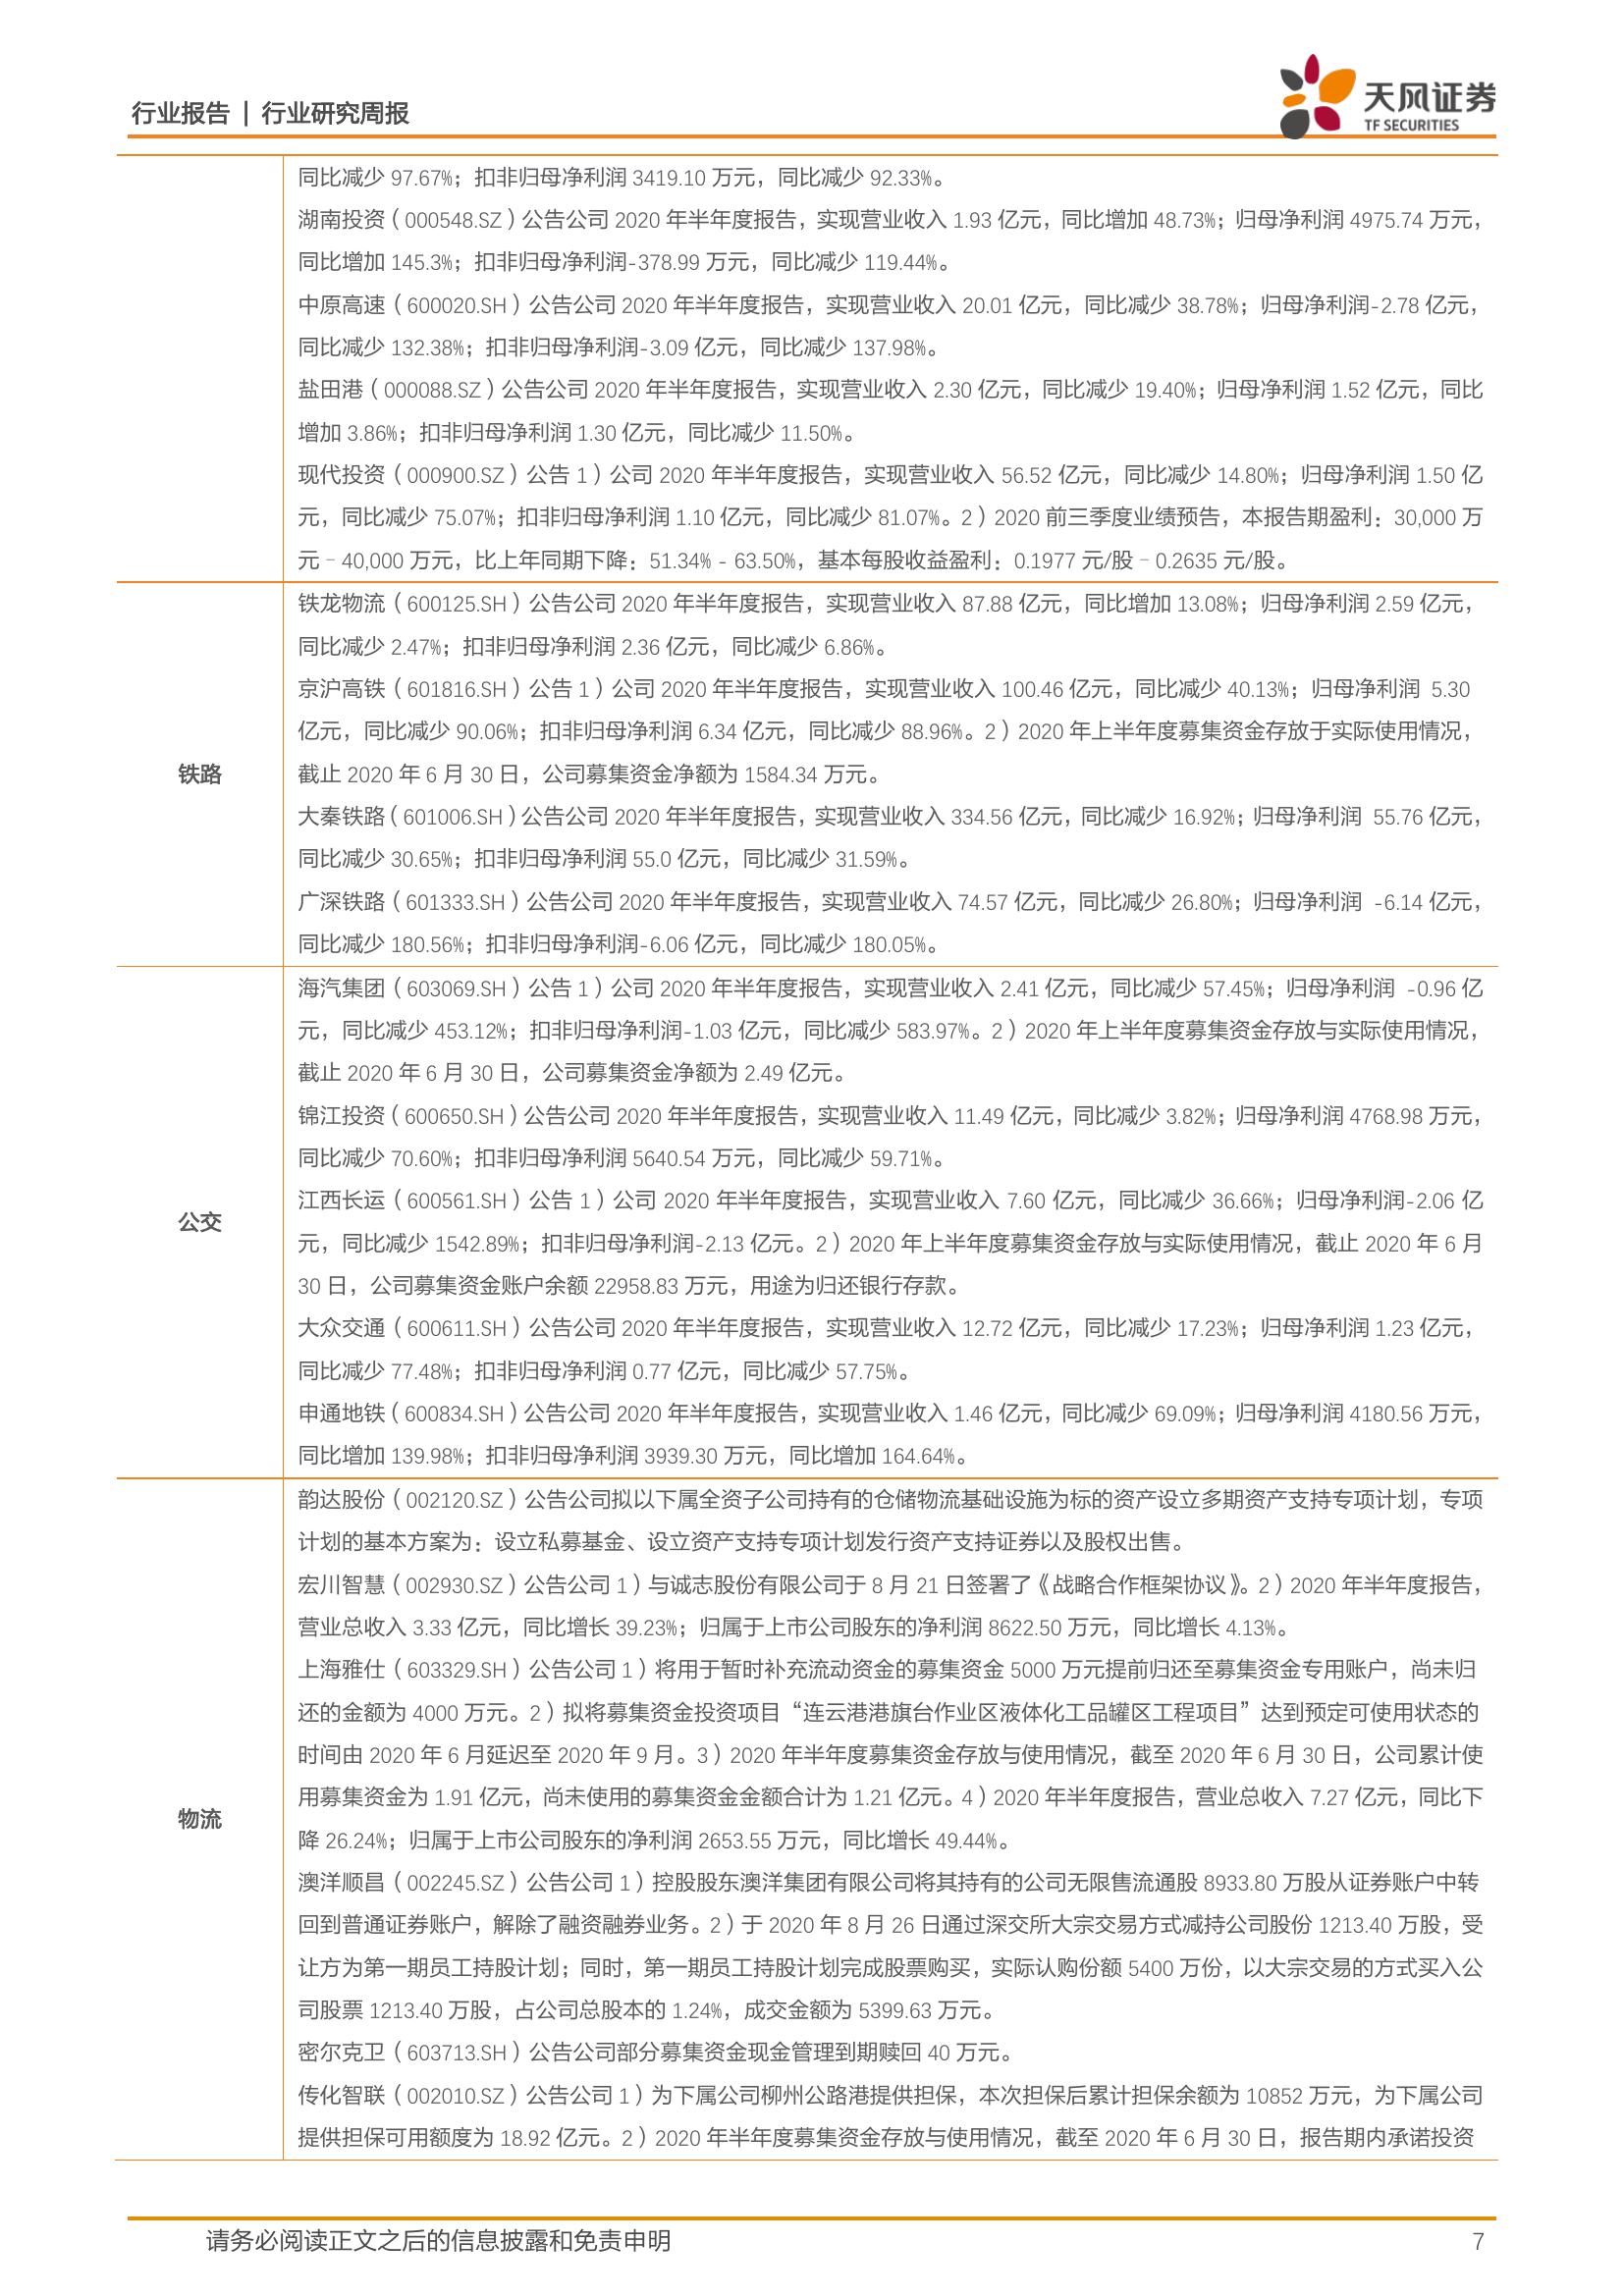 行业报告 | 行业研究周报
天风证券
TF SECURITIES
同比减少 97.67%；扣非归母净利润 3419.10 万元，同比减少 92.33%。
湖南投资（000548.SZ）公告公司 2020 年半年度报告，实现营业收入 1.93 亿元，同比增加 48.73%；归母净利润 4975.74 万元，
同比增加 145.3%；扣非归母净利润-378.99 万元，同比减少 119.44%。
中原高速（600020.SH）公告公司 2020 年半年度报告，实现营业收入 20.01 亿元，同比减少 38.78%；归母净利润-2.78 亿元，
同比减少 132.38%；扣非归母净利润-3.09 亿元，同比减少 137.98%。
盐田港（000088.SZ）公告公司 2020 年半年度报告，实现营业收入 2.30 亿元，同比减少 19.40%；归母净利润 1.52 亿元，同比
增加 3.86%；扣非归母净利润 1.30 亿元，同比减少 11.50%。
现代投资（000900.SZ）公告 1）公司 2020 年半年度报告，实现营业收入 56.52 亿元，同比减少 14.80%；归母净利润 1.50 亿
元，同比减少 75.07%；扣非归母净利润 1.10 亿元，同比减少 81.07%。2）2020 前三季度业绩预告，本报告期盈利：30,000 万
元 – 40,000 万元，比上年同期下降：51.34% - 63.50%，基本每股收益盈利：0.1977 元/股 – 0.2635 元/股。
铁路
铁龙物流（600125.SH）公告公司 2020 年半年度报告，实现营业收入 87.88 亿元，同比增加 13.08%；归母净利润 2.59 亿元，
同比减少 2.47%；扣非归母净利润 2.36 亿元，同比减少 6.86%。
京沪高铁（601816.SH）公告 1）公司 2020 年半年度报告，实现营业收入 100.46 亿元，同比减少 40.13%；归母净利润 5.30
亿元，同比减少 90.06%；扣非归母净利润 6.34 亿元，同比减少 88.96%。2）2020 年上半年度募集资金存放于实际使用情况，
截止 2020 年 6 月 30 日，公司募集资金净额为 1584.34 万元。
大秦铁路（601006.SH）公告公司 2020 年半年度报告，实现营业收入 334.56 亿元，同比减少 16.92%；归母净利润 55.76 亿元，
同比减少 30.65%；扣非归母净利润 55.0 亿元，同比减少 31.59%。
广深铁路（601333.SH）公告公司 2020 年半年度报告，实现营业收入 74.57 亿元，同比减少 26.80%；归母净利润 -6.14 亿元，
同比减少 180.56%；扣非归母净利润-6.06 亿元，同比减少 180.05%。
公交
海汽集团（603069.SH）公告 1）公司 2020 年半年度报告，实现营业收入 2.41 亿元，同比减少 57.45%；归母净利润 -0.96 亿
元，同比减少 453.12%；扣非归母净利润-1.03 亿元，同比减少 583.97%。2）2020 年上半年度募集资金存放与实际使用情况，
截止 2020 年 6 月 30 日，公司募集资金净额为 2.49 亿元。
锦江投资（600650.SH）公告公司 2020 年半年度报告，实现营业收入 11.49 亿元，同比减少 3.82%；归母净利润 4768.98 万元，
同比减少 70.60%；扣非归母净利润 5640.54 万元，同比减少 59.71%。
江西长运（600561.SH）公告 1）公司 2020 年半年度报告，实现营业收入 7.60 亿元，同比减少 36.66%；归母净利润-2.06 亿
元，同比减少 1542.89%；扣非归母净利润-2.13 亿元。2）2020 年上半年度募集资金存放与实际使用情况，截止 2020 年 6 月
30 日，公司募集资金账户余额 22958.83 万元，用途为归还银行存款。
大众交通（600611.SH）公告公司 2020 年半年度报告，实现营业收入 12.72 亿元，同比减少 17.23%；归母净利润 1.23 亿元，
同比减少 77.48%；扣非归母净利润 0.77 亿元，同比减少 57.75%。
申通地铁（600834.SH）公告公司 2020 年半年度报告，实现营业收入 1.46 亿元，同比减少 69.09%；归母净利润 4180.56 万元，
同比增加 139.98%；扣非归母净利润 3939.30 万元，同比增加 164.64%。
物流
韵达股份（002120.SZ）公告公司拟以下属全资子公司持有的仓储物流基础设施为标的资产设立多期资产支持专项计划，专项
计划的基本方案为：设立私募基金、设立资产支持专项计划发行资产支持证券以及股权出售。
宏川智慧（002930.SZ）公告公司 1）与诚志股份有限公司于 8 月 21 日签署了《战略合作框架协议》。2）2020 年半年度报告，
营业总收入 3.33 亿元，同比增长 39.23%；归属于上市公司股东的净利润 8622.50 万元，同比增长 4.13%。
上海雅仕（603329.SH）公告公司 1）将用于暂时补充流动资金的募集资金 5000 万元提前归还至募集资金专用账户，尚未归
还的金额为 4000 万元。2）拟将募集资金投资项目“连云港港旗台作业区液体化工品罐区工程项目”达到预定可使用状态的
时间由 2020 年 6 月延迟至 2020 年 9 月。3）2020 年半年度募集资金存放与使用情况，截至 2020 年 6 月 30 日，公司累计使
用募集资金为 1.91 亿元，尚未使用的募集资金金额合计为 1.21 亿元。4）2020 年半年度报告，营业总收入 7.27 亿元，同比下
降 26.24%；归属于上市公司股东的净利润 2653.55 万元，同比增长 49.44%。
澳洋顺昌（002245.SZ）公告公司 1）控股股东澳洋集团有限公司将其持有的公司无限售流通股 8933.80 万股从证券账户中转
回到普通证券账户，解除了融资融券业务。2）于 2020 年 8 月 26 日通过深交所大宗交易方式减持公司股份 1213.40 万股，受
让方为第一期员工持股计划；同时，第一期员工持股计划完成股票购买，实际认购份额 5400 万份，以大宗交易的方式买入公
司股票 1213.40 万股，占公司总股本的 1.24%，成交金额为 5399.63 万元。
密尔克卫（603713.SH）公告公司部分募集资金现金管理到期赎回 40 万元。
传化智联（002010.SZ）公告公司 1）为下属公司柳州公路港提供担保，本次担保后累计担保余额为 10852 万元，为下属公司
提供担保可用额度为 18.92 亿元。2）2020 年半年度募集资金存放与使用情况，截至 2020 年 6 月 30 日，报告期内承诺投资
请务必阅读正文之后的信息披露和免责申明
7